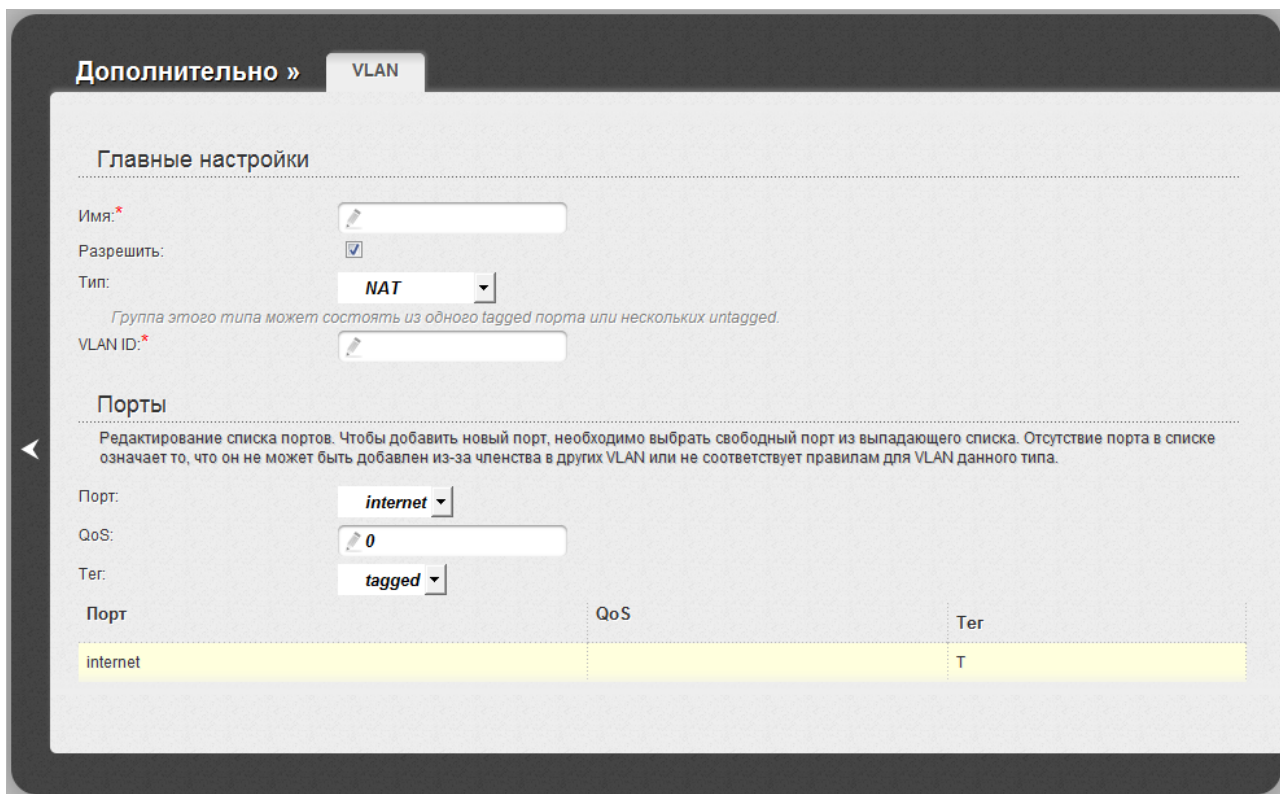 Дополнительно »
VLAN
Главные настройки
Имя:*
Разрешить:
Тип:
NAT
Группа этого типа может состоять из одного tagged порта или нескольких untagged.
VLAN ID:*
Порты
Редактирование списка портов. Чтобы добавить новый порт, необходимо выбрать свободный порт из выпадающего списка. Отсутствие порта в списке
означает то, что он не может быть добавлен из-за членства в других VLAN или не соответствует правилам для VLAN данного типа.
Порт:
internet
QoS:
0
Тег:
tagged
Порт QoS Тег
internet T